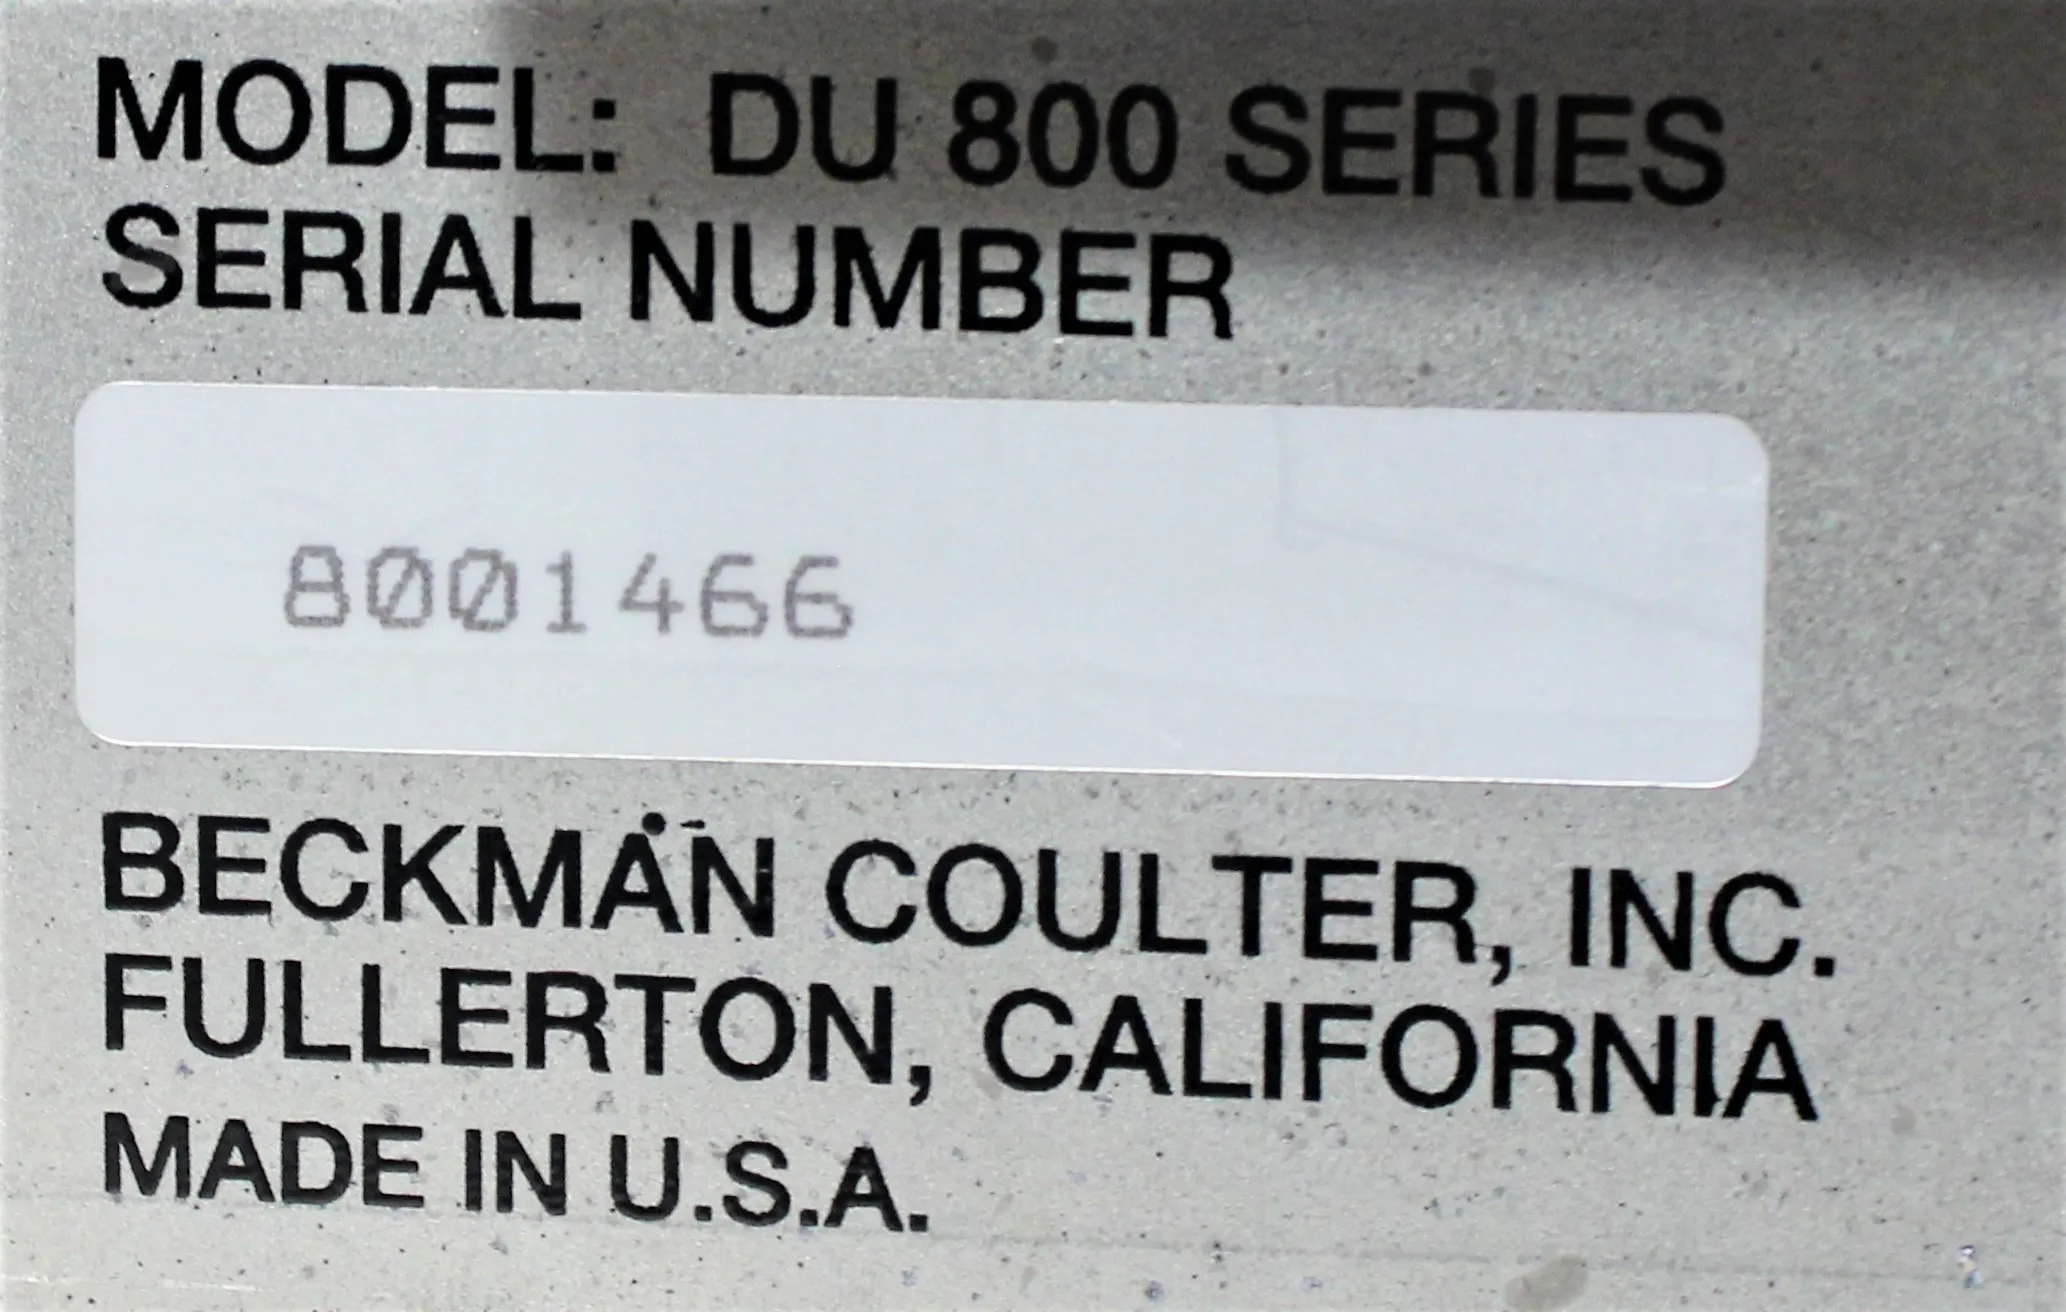 MODEL: DU 800 SERIES
SERIAL NUMBER
8001466
BECKMAN COULTER, INC.
FULLERTON, CALIFORNIA
MADE IN U.S.A.